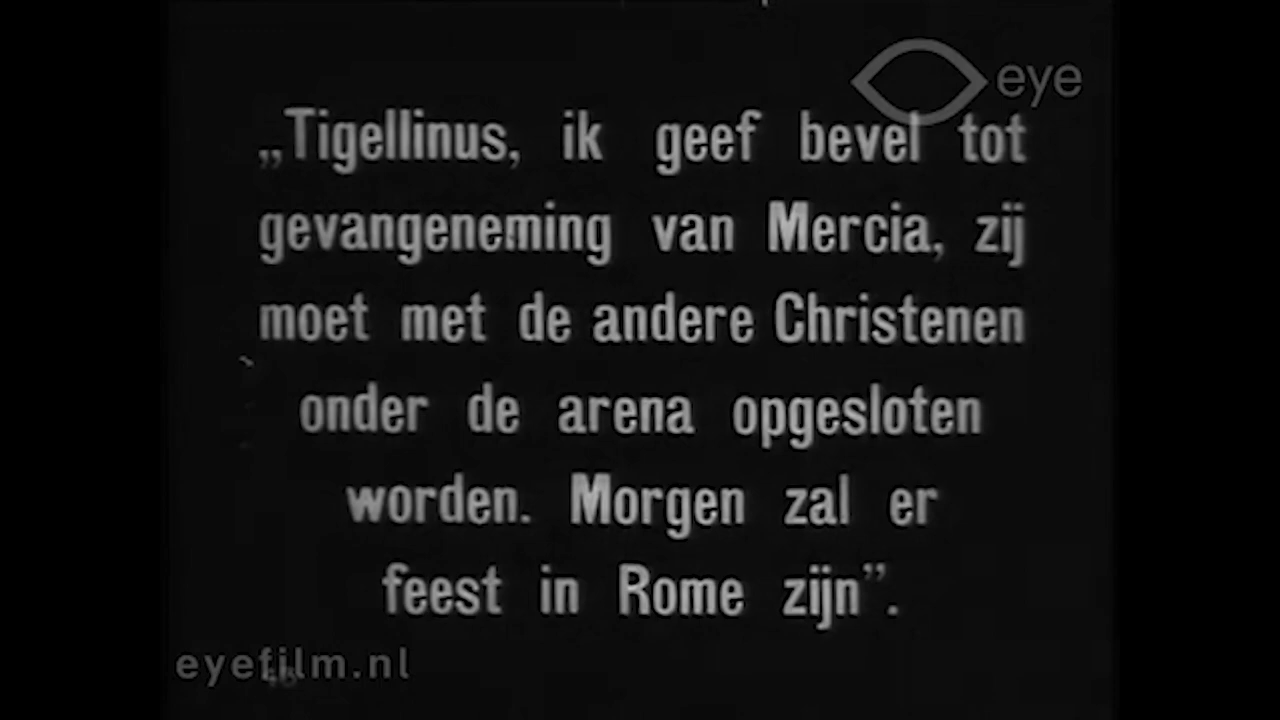 eye
„Tigellinus, ik geef bevel tot
gevangeneming van Mercia, zij
moet met de andere Christenen
onder de arena opgesloten
worden. Morgen zal er
feest in Rome zijn”.
eyefilm.nl